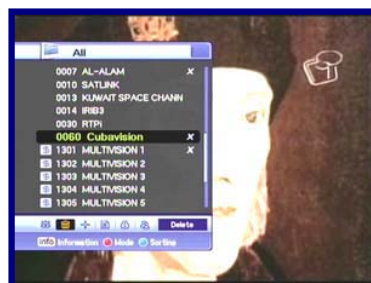 All
0007 AL-ALAM x
0010 SATLINK
0013 KUWAIT SPACE CHANN
0014 IRIB3
0030 RTPi
0060 Cubavision x
$ 1301 MULTIVISION 1 x
$ 1302 MULTIVISION 2
$ 1303 MULTIVISION 3
$ 1304 MULTIVISION 4
$ 1305 MULTIVISION 5
Delete
info Information Mode Sorting